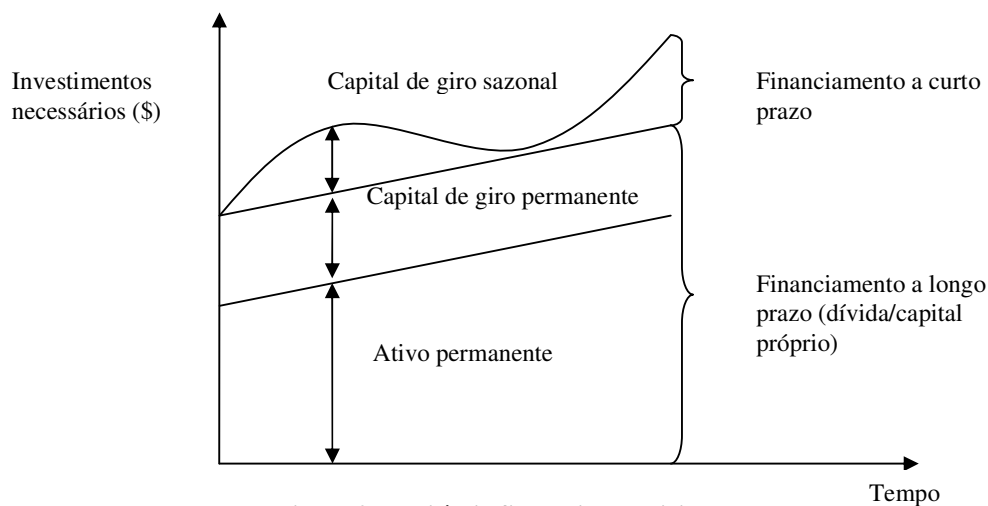 Investimentos
necessários ($)
Capital de giro sazonal
Financiamento a curto
prazo
Capital de giro permanente
Financiamento a longo
prazo (dívida/capital
próprio)
Ativo permanente
Tempo